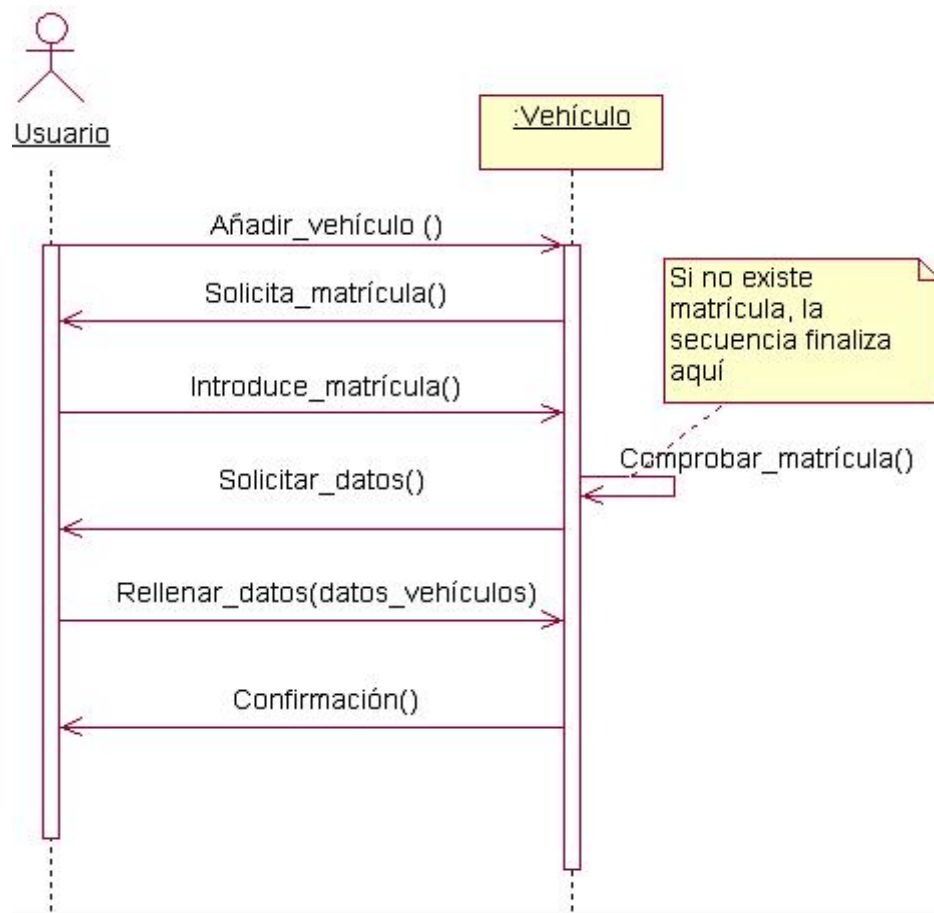 Usuario
:Vehículo
Añadir_vehículo ()
Solicita_matrícula()
Si no existe
matrícula, la
secuencia finaliza
aquí
Introduce_matrícula()
Comprobar_matrícula()
Solicitar_datos()
Rellenar_datos(datos_vehículos)
Confirmación()